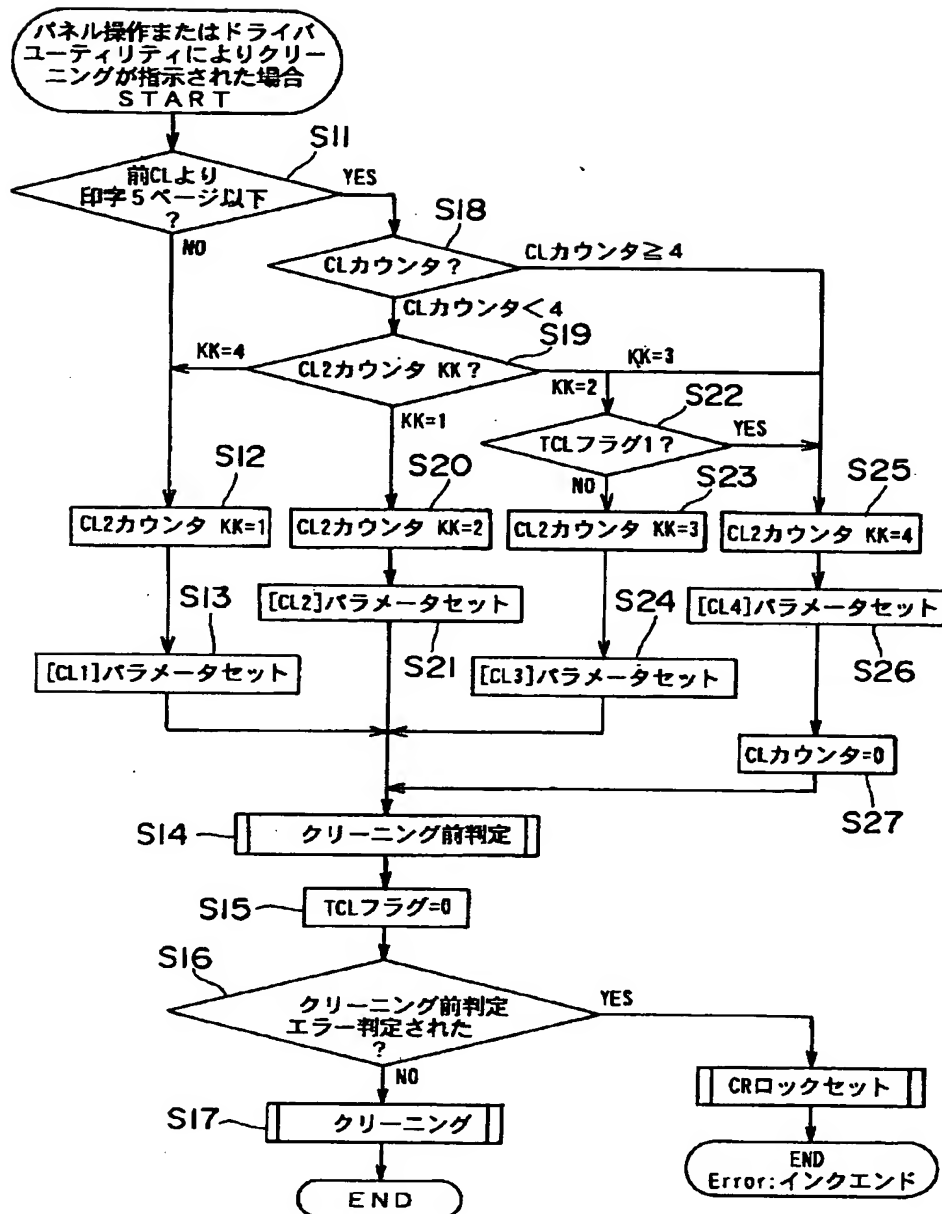 パネル操作またはドライバ
ユーティリティによりクリー
ニングが指示された場合
START
S11
前CLより
印字5ページ以下
?
YES
NO
S18
CLカウンタ?
CLカウンタ≧4
CLカウンタ<4
S19
CL2カウンタ KK?
KK=4
KK=3
KK=2
KK=1
S22
TCLフラグ1?
YES
NO
S12
CL2カウンタ KK=1
S20
CL2カウンタ KK=2
S23
CL2カウンタ KK=3
S25
CL2カウンタ KK=4
S13
[CL1]パラメータセット
[CL2]パラメータセット
S21
S24
[CL3]パラメータセット
[CL4]パラメータセット
S26
CLカウンタ=0
S27
S14
クリーニング前判定
S15
TCLフラグ=0
S16
クリーニング前判定
エラー判定された
?
YES
NO
S17
クリーニング
END
CRロックセット
END
Error:インクエンド